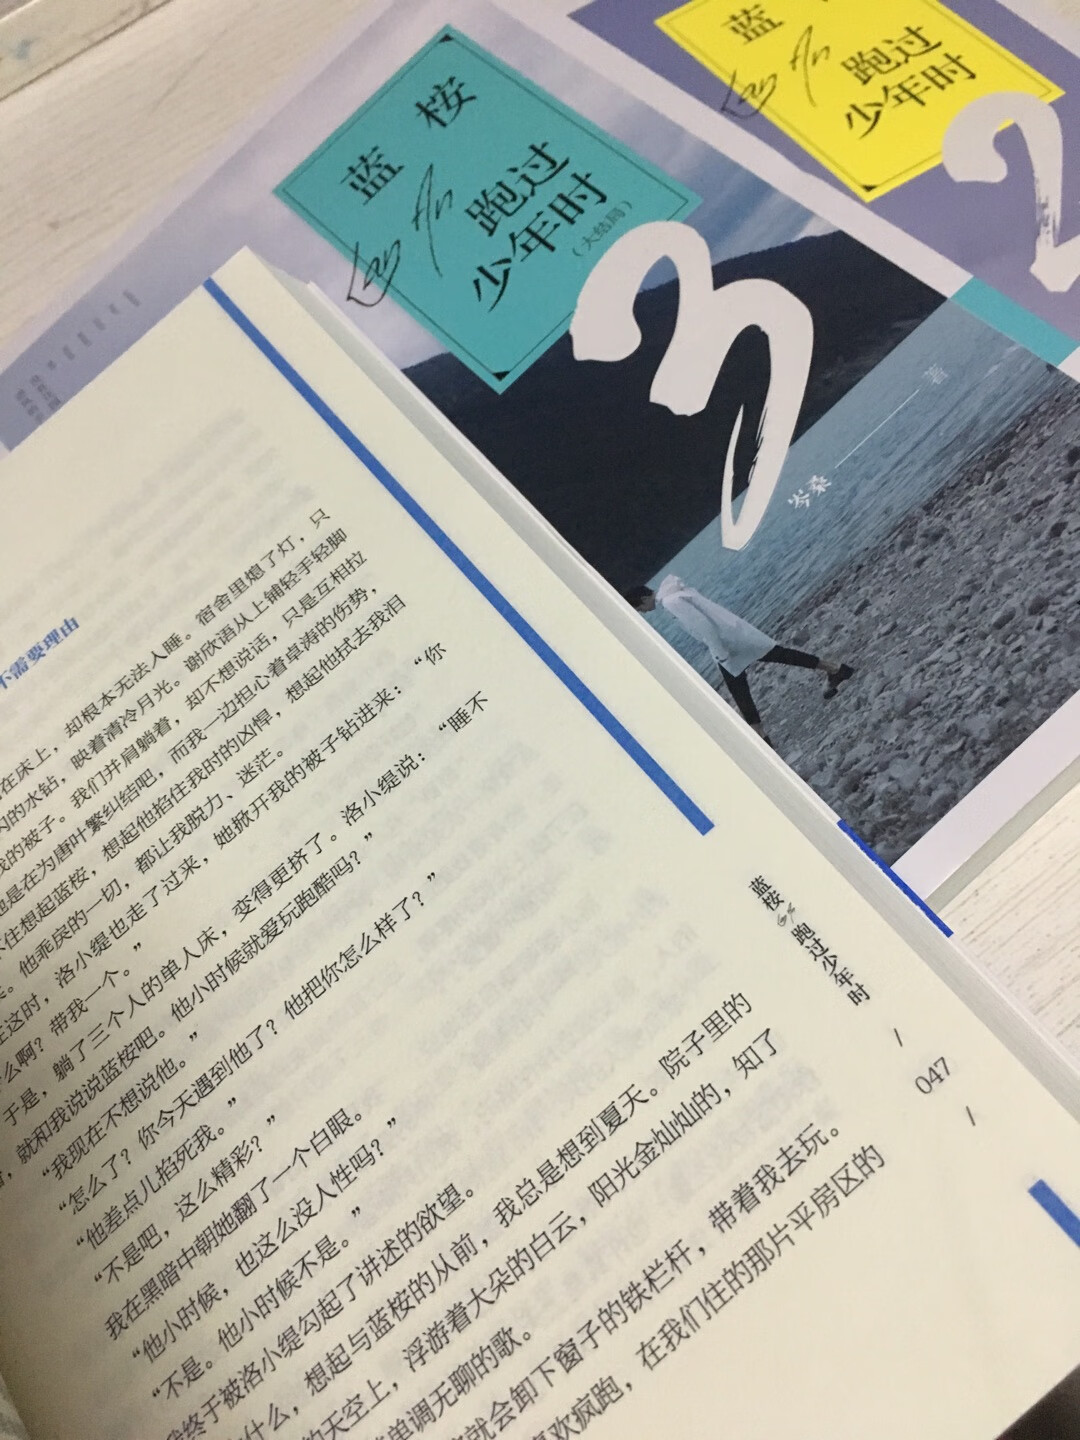 蓝桉
跑过
少年时
2
蓝桉
跑过
少年时
（大结局）
3
岑桑
著
不需要理由
在床上，却根本无法入睡。宿舍里熄了灯，只
的水钻，映着清冷月光。谢欣语从上铺轻手轻脚
我的被子。我们并肩躺着，却不想说话，只是互相拉
她是在为唐叶繁纠结吧，而我一边担心着卓涛的伤势，
不住想起蓝桉，想起他掐住我时的凶悍，想起他拭去我泪
。他乖戾的一切，都让我脱力、迷茫。
在这时，洛小缇也走了过来，她掀开我的被子钻进来：“你
么啊？带我一个。”
于是，躺了三个人的单人床，变得更挤了。洛小缇说：“睡不
，就和我说说蓝桉吧。他小时候就爱玩跑酷吗？”
“我现在不想说他。”
“怎么了？你今天遇到他了？他把你怎么样了？”
“他差点儿掐死我。”
“不是吧，这么精彩？”
我在黑暗中朝她翻了一个白眼。
“他小时候，也这么没人性吗？”
“不是。他小时候不是。”
我终于被洛小缇勾起了讲述的欲望。
什么，想起与蓝桉的从前，我总是想到夏天。院子里的
的天空上，浮游着大朵的白云，阳光金灿灿的，知了
单调无聊的歌。
就会卸下窗子的铁栏杆，带着我去玩。
喜欢疯跑，在我们住的那片平房区的
蓝桉
跑过少年时
047